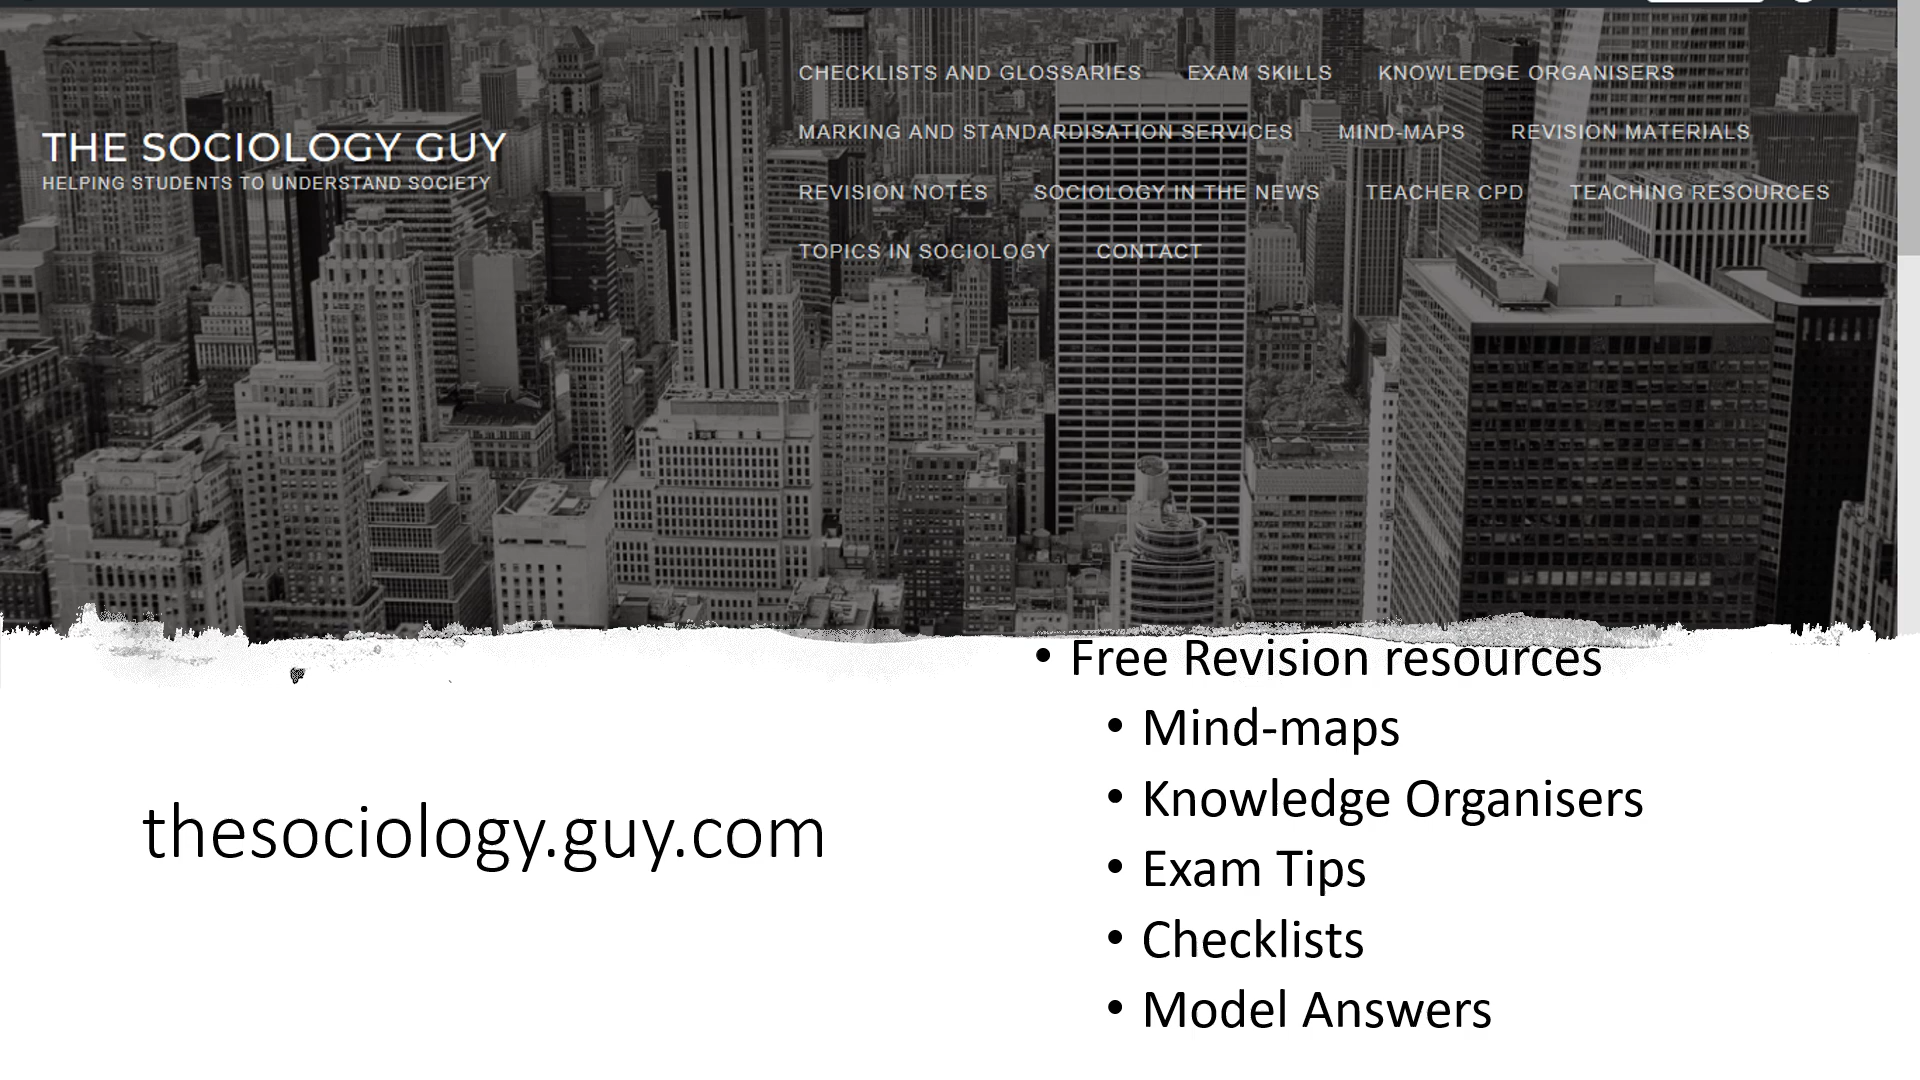 THE SOCIOLOGY GUY
HELPING STUDENTS TO UNDERSTAND SOCIETY
CHECKLISTS AND GLOSSARIES EXAM SKILLS KNOWLEDGE ORGANISERS
MARKING AND STANDARDISATION SERVICES MIND-MAPS REVISION MATERIALS
REVISION NOTES SOCIOLOGY IN THE NEWS TEACHER CPD TEACHING RESOURCES
TOPICS IN SOCIOLOGY CONTACT
thesociology.guy.com
• Free Revision resources
• Mind-maps
• Knowledge Organisers
• Exam Tips
• Checklists
• Model Answers